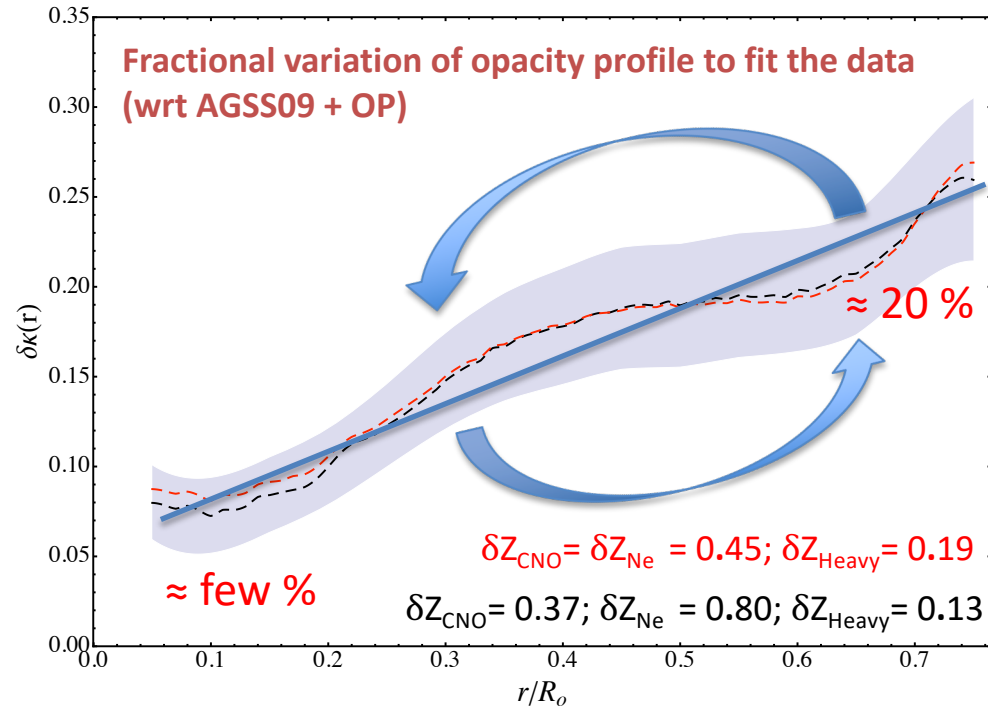 Fractional variation of opacity profile to fit the data
(wrt AGSS09 + OP)
0.35
0.30
0.25
0.20
0.15
0.10
0.05
0.00
δκ(r)
≈ 20 %
≈ few %
δZCNO= δZNe = 0.45; δZHeavy= 0.19
δZCNO= 0.37; δZNe = 0.80; δZHeavy= 0.13
0.0 0.1 0.2 0.3 0.4 0.5 0.6 0.7
r/Ro